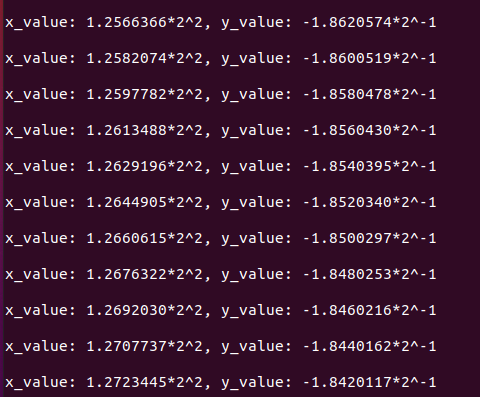 x_value: 1.2566366*2^2, y_value: -1.8620574*2^-1
x_value: 1.2582074*2^2, y_value: -1.8600519*2^-1
x_value: 1.2597782*2^2, y_value: -1.8580478*2^-1
x_value: 1.2613488*2^2, y_value: -1.8560430*2^-1
x_value: 1.2629196*2^2, y_value: -1.8540395*2^-1
x_value: 1.2644905*2^2, y_value: -1.8520340*2^-1
x_value: 1.2660615*2^2, y_value: -1.8500297*2^-1
x_value: 1.2676322*2^2, y_value: -1.8480253*2^-1
x_value: 1.2692030*2^2, y_value: -1.8460216*2^-1
x_value: 1.2707737*2^2, y_value: -1.8440162*2^-1
x_value: 1.2723445*2^2, y_value: -1.8420117*2^-1